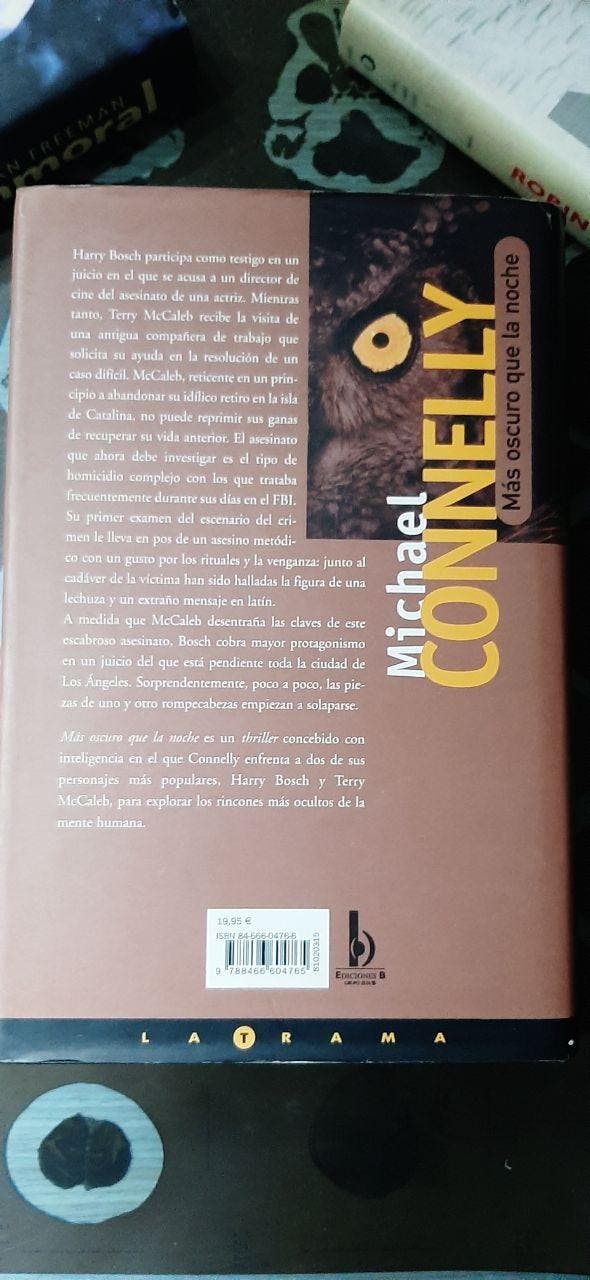 AN FREEMAN
moral
ROBIN
Harry Bosch participa como testigo en un
juicio en el que se acusa a un director de
cine del asesinato de una actriz. Mientras
tanto, Terry McCaleb recibe la visita de
una antigua compañera de trabajo que
solicita su ayuda en la resolución de un
caso difícil. McCaleb, reticente en un prin-
cipio a abandonar su idílico retiro en la isla
de Catalina, no puede reprimir sus ganas
de recuperar su vida anterior. El asesinato
que ahora debe investigar es el tipo de
homicidio complejo con los que trataba
frecuentemente durante sus días en el FBI.
Su primer examen del escenario del cri-
men le lleva en pos de un asesino metódi-
co con un gusto por los rituales y la venganza: junto al
cadáver de la víctima han sido halladas la figura de una
lechuza y un extraño mensaje en latín.
A medida que McCaleb desentraña las claves de este
escabroso asesinato, Bosch cobra mayor protagonismo
en un juicio del que está pendiente toda la ciudad de
Los Ángeles. Sorprendentemente, poco a poco, las pie-
zas de uno y otro rompecabezas empiezan a solaparse.
Más oscuro que la noche es un thriller concebido con
inteligencia en el que Connelly enfrenta a dos de sus
personajes más populares, Harry Bosch y Terry
McCaleb, para explorar los rincones más ocultos de la
mente humana.
Michael
CONNELLY
Más oscuro que la noche
19,95 €
ISBN 84-666-0476-6
9 788466 604765
81020315
b
EDICIONES B
GRUPO ZETA
LA TRAMA